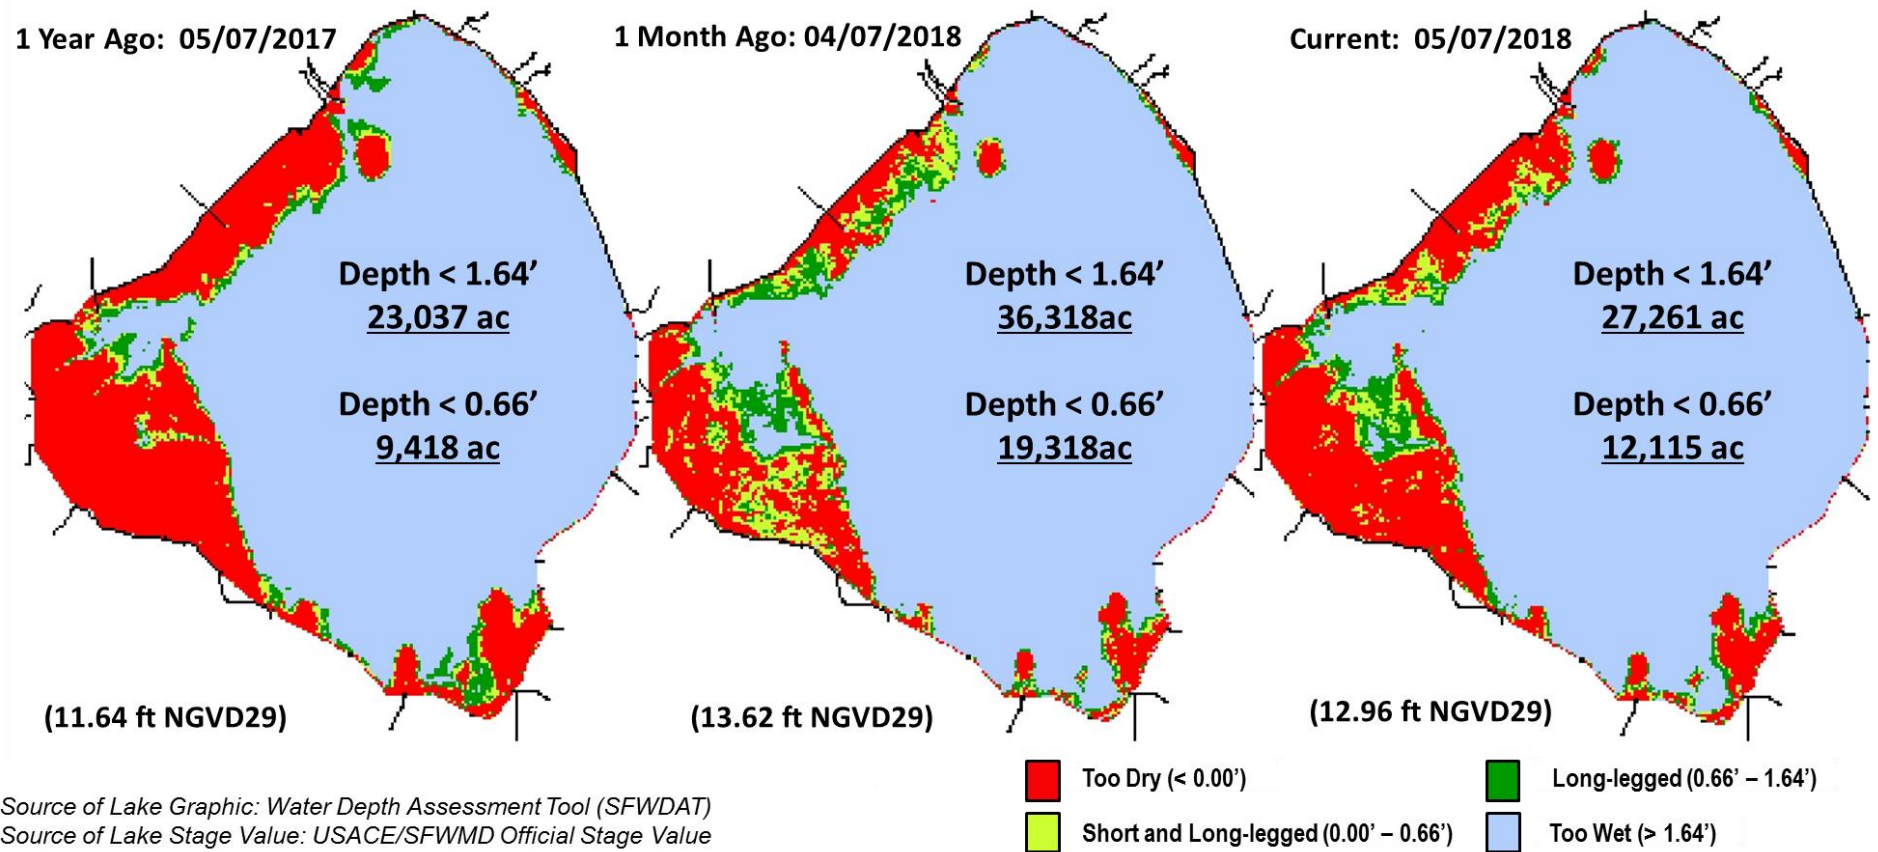 1 Year Ago: 05/07/2017
1 Month Ago: 04/07/2018
Current: 05/07/2018
Depth < 1.64’
23,037 ac
Depth < 0.66’
9,418 ac
Depth < 1.64’
36,318ac
Depth < 0.66’
19,318ac
Depth < 1.64’
27,261 ac
Depth < 0.66’
12,115 ac
(11.64 ft NGVD29)
(13.62 ft NGVD29)
(12.96 ft NGVD29)
Too Dry (< 0.00’)
Long-legged (0.66’ – 1.64’)
Short and Long-legged (0.00’ – 0.66’)
Too Wet (> 1.64’)
Source of Lake Graphic: Water Depth Assessment Tool (SFWDAT)
Source of Lake Stage Value: USACE/SFWMD Official Stage Value